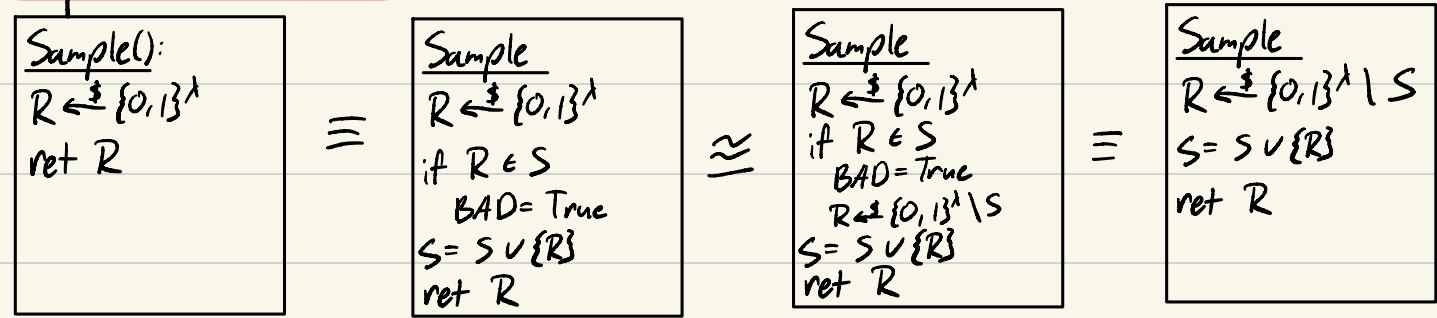 Sample():
R ←$ {0,1}^λ
ret R
≡
Sample
R ←$ {0,1}^λ
if R ∈ S
BAD = True
S = S ∪ {R}
ret R
≈
Sample
R ←$ {0,1}^λ
if R ∈ S
BAD = True
R ←$ {0,1}^λ \ S
S = S ∪ {R}
ret R
≡
Sample
R ←$ {0,1}^λ \ S
S = S ∪ {R}
ret R